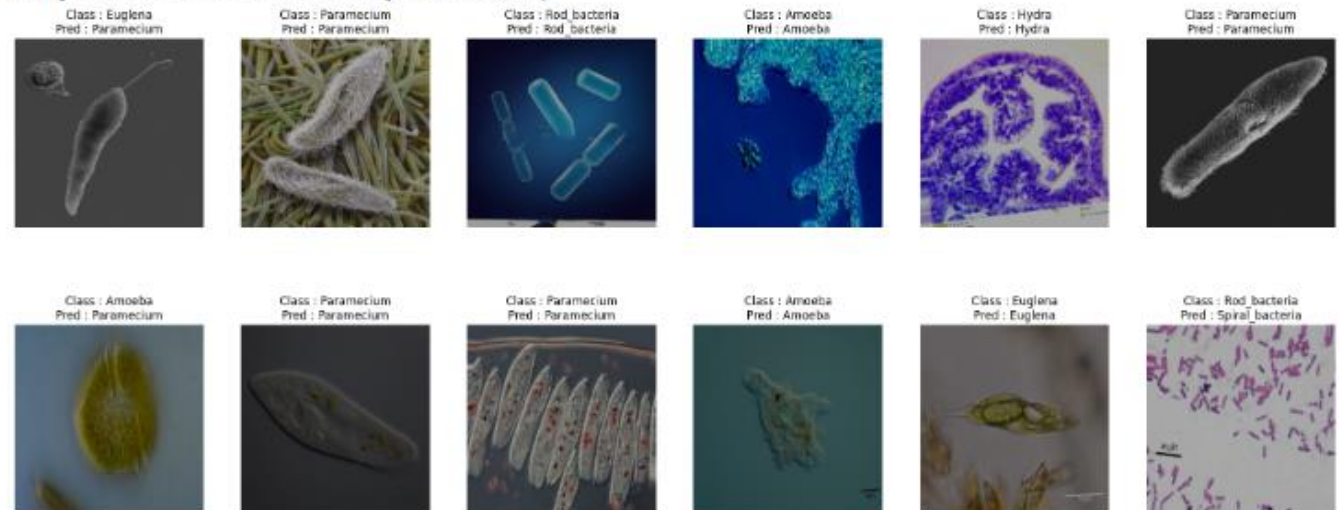 Class : Euglena
Pred : Paramecium
Class : Paramecium
Pred : Paramecium
Class : Rod_bacteria
Pred : Rod_bacteria
Class : Amoeba
Pred : Amoeba
Class : Hydra
Pred : Hydra
Class : Paramecium
Pred : Paramecium
Class : Amoeba
Pred : Paramecium
Class : Paramecium
Pred : Paramecium
Class : Paramecium
Pred : Paramecium
Class : Amoeba
Pred : Amoeba
Class : Euglena
Pred : Euglena
Class : Rod_bacteria
Pred : Spiral_bacteria